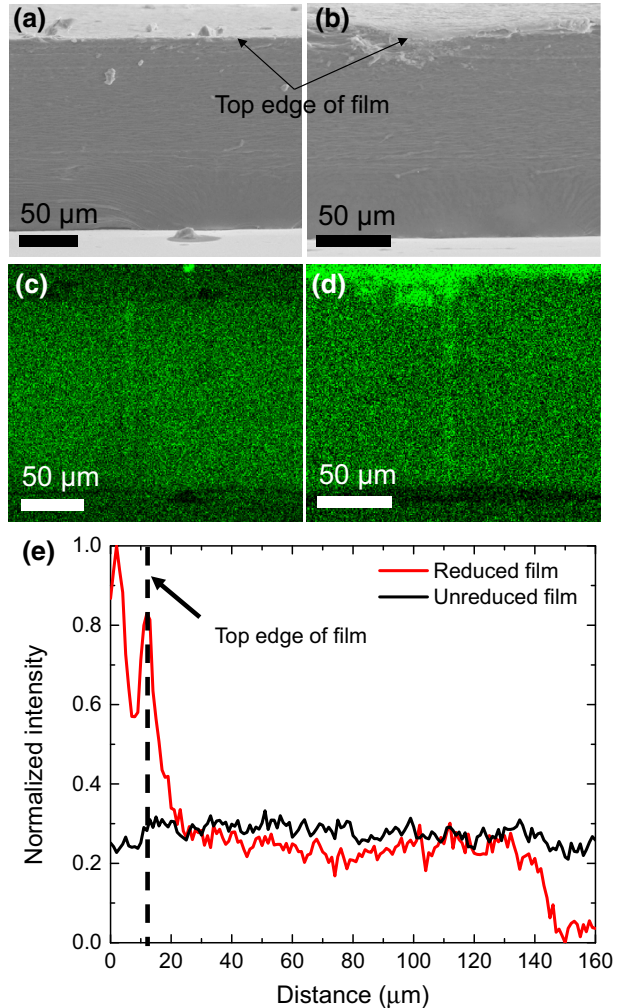 (a)
(b)
Top edge of film
50 μm
50 μm
(c)
(d)
50 μm
50 μm
(e)
1.0
0.8
0.6
0.4
0.2
0.0
Normalized intensity
Reduced film
Unreduced film
Top edge of film
0 20 40 60 80 100 120 140 160
Distance (μm)